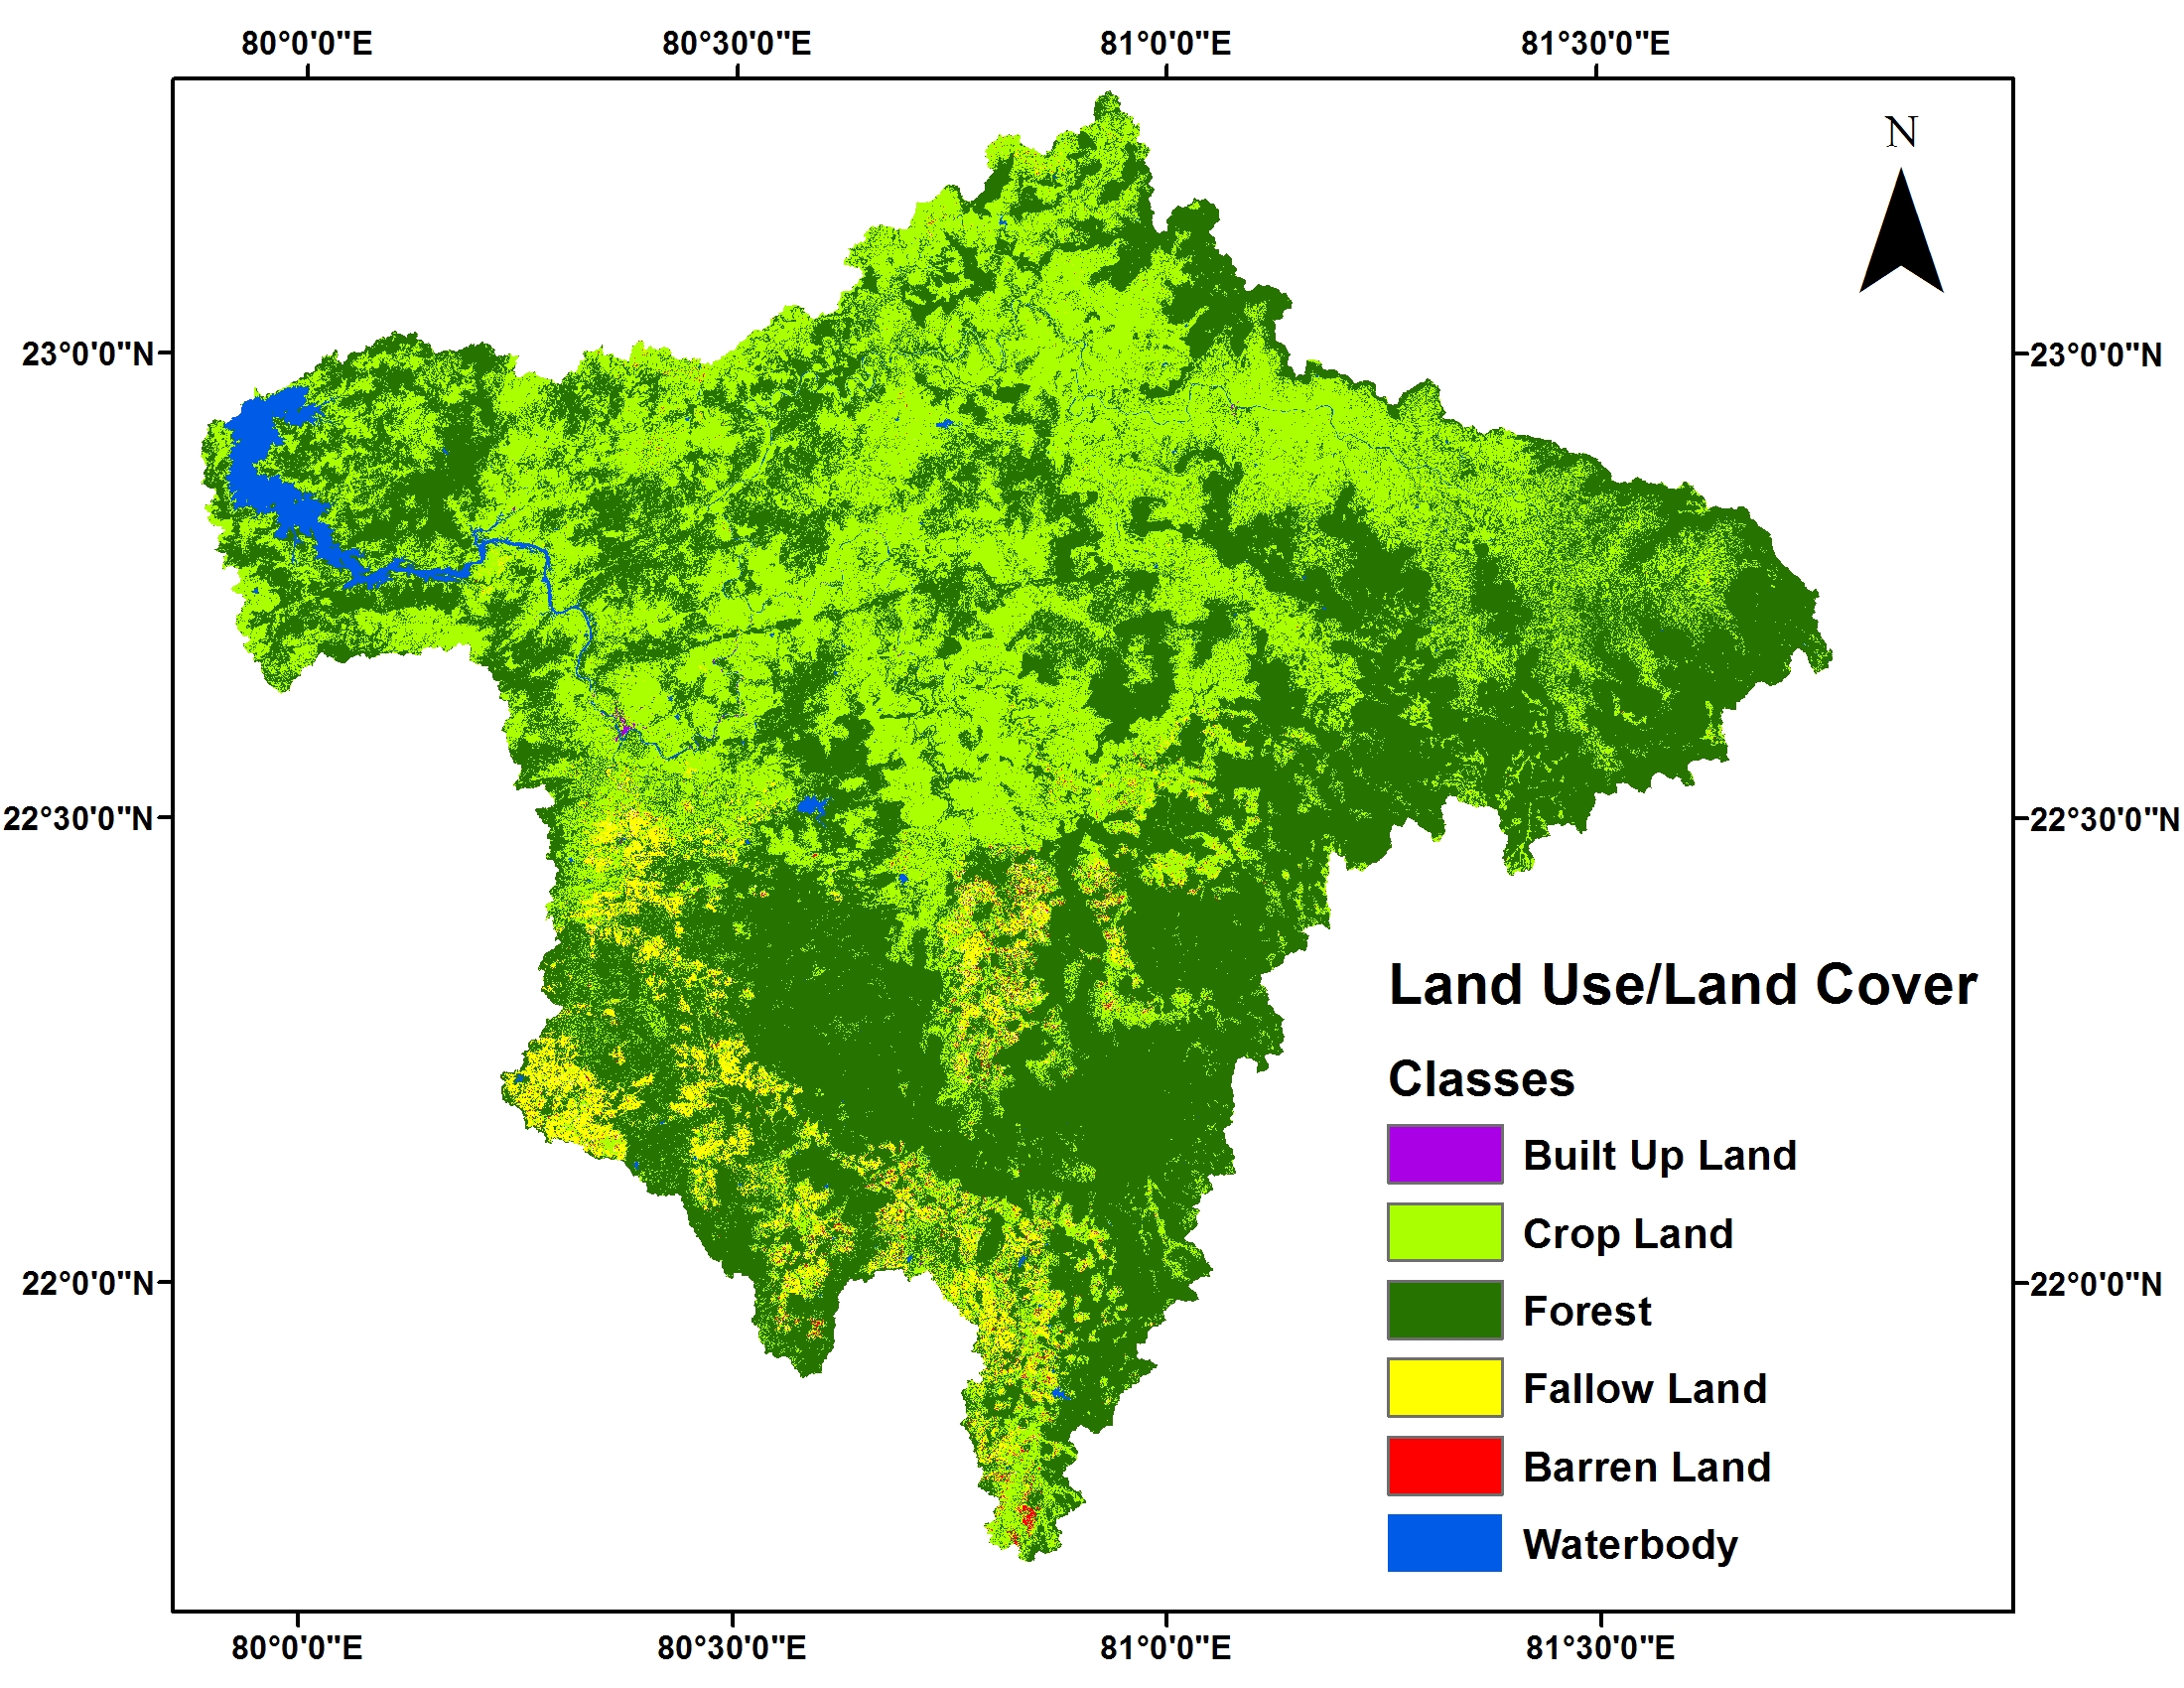 80°0'0"E 80°30'0"E 81°0'0"E 81°30'0"E
N
23°0'0"N 23°0'0"N
22°30'0"N 22°30'0"N
Land Use/Land Cover
Classes
Built Up Land
Crop Land
22°0'0"N 22°0'0"N
Forest
Fallow Land
Barren Land
Waterbody
80°0'0"E 80°30'0"E 81°0'0"E 81°30'0"E